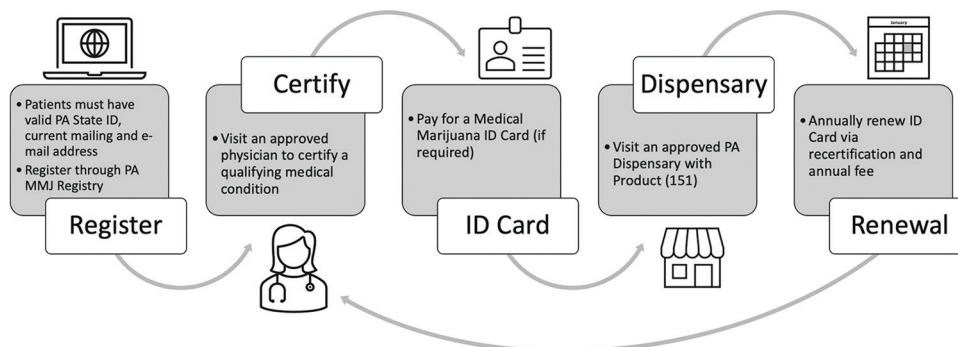 • Patients must have
valid PA State ID,
current mailing and e-
mail address
• Register through PA
MMJ Registry
Register
Certify
• Visit an approved
physician to certify a
qualifying medical
condition
• Pay for a Medical
Marijuana ID Card (if
required)
ID Card
Dispensary
• Visit an approved PA
Dispensary with
Product (151)
January
• Annually renew ID
Card via
recertification and
annual fee
Renewal